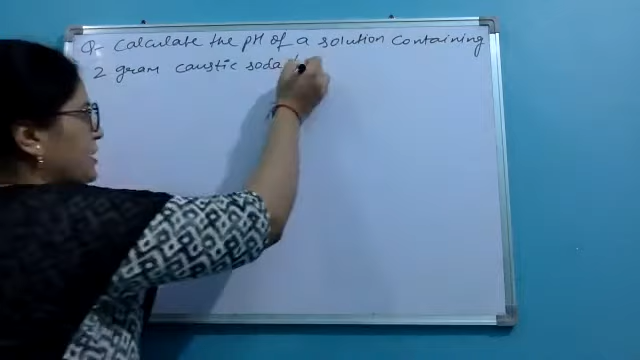 Q. Calculate the pH of a solution containing
2 gram caustic soda